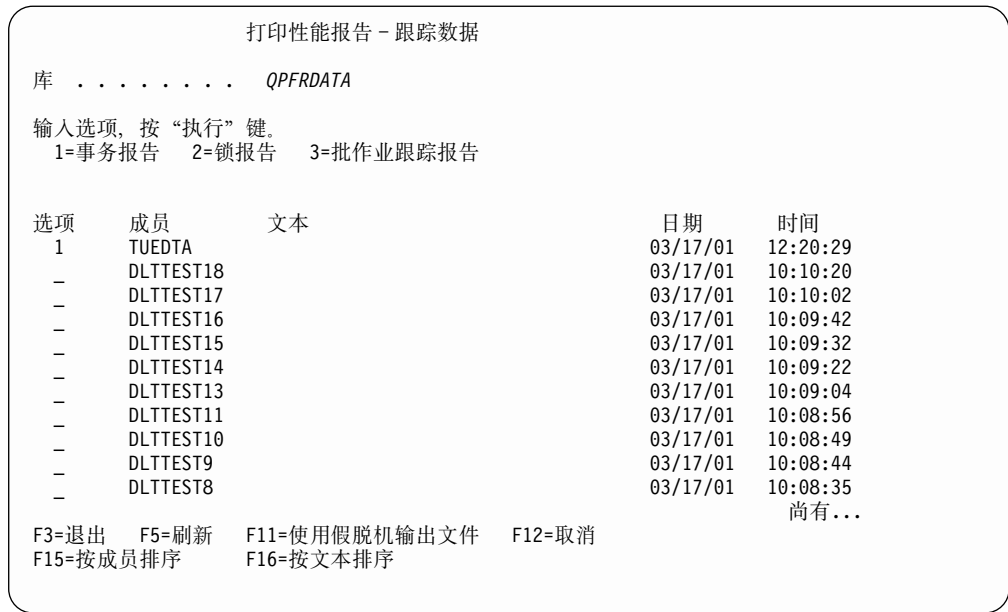 打印性能报告 - 跟踪数据
库 . . . . . . . . QPFRDATA
输入选项，按“执行”键。
1=事务报告 2=锁报告 3=批作业跟踪报告
选项 成员 文本 日期 时间
1 TUEDTA 03/17/01 12:20:29
_ DLTTEST18 03/17/01 10:10:20
_ DLTTEST17 03/17/01 10:10:02
_ DLTTEST16 03/17/01 10:09:42
_ DLTTEST15 03/17/01 10:09:32
_ DLTTEST14 03/17/01 10:09:22
_ DLTTEST13 03/17/01 10:09:04
_ DLTTEST11 03/17/01 10:08:56
_ DLTTEST10 03/17/01 10:08:49
_ DLTTEST9 03/17/01 10:08:44
_ DLTTEST8 03/17/01 10:08:35
尚有...
F3=退出 F5=刷新 F11=使用假脱机输出文件 F12=取消
F15=按成员排序 F16=按文本排序